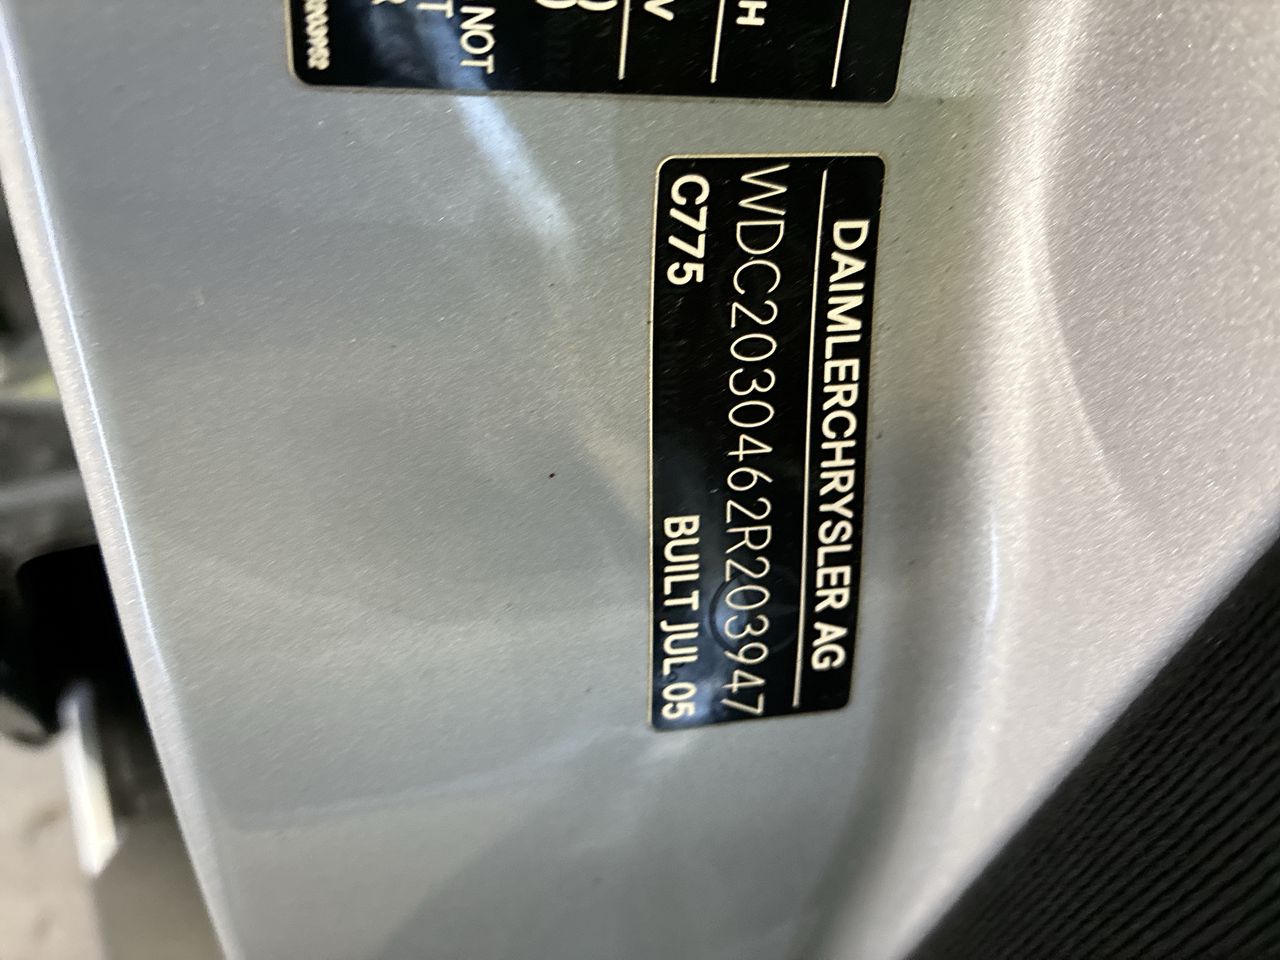 NOT
V
H
DAIMLERCHRYSLER AG
WDC2030462R203947
C775 BUILT JUL 05